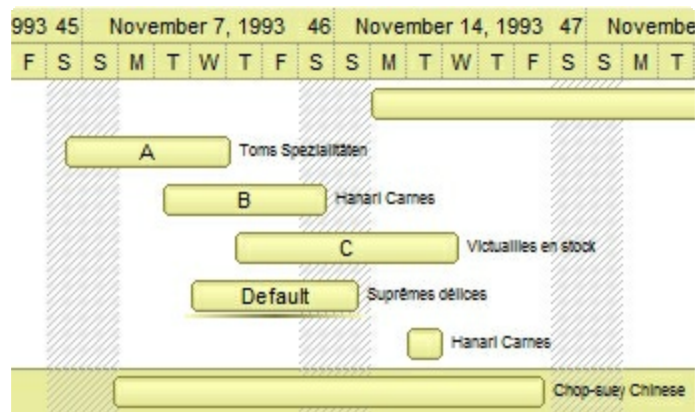 993 45 November 7, 1993 46 November 14, 1993 47 Novembe
F S S M T W T F S S M T W T F S S M T
A Toms Spezialitäten
B Hanari Carnes
C Victuailles en stock
Default Suprêmes délices
Hanari Carnes
Chop-suey Chinese